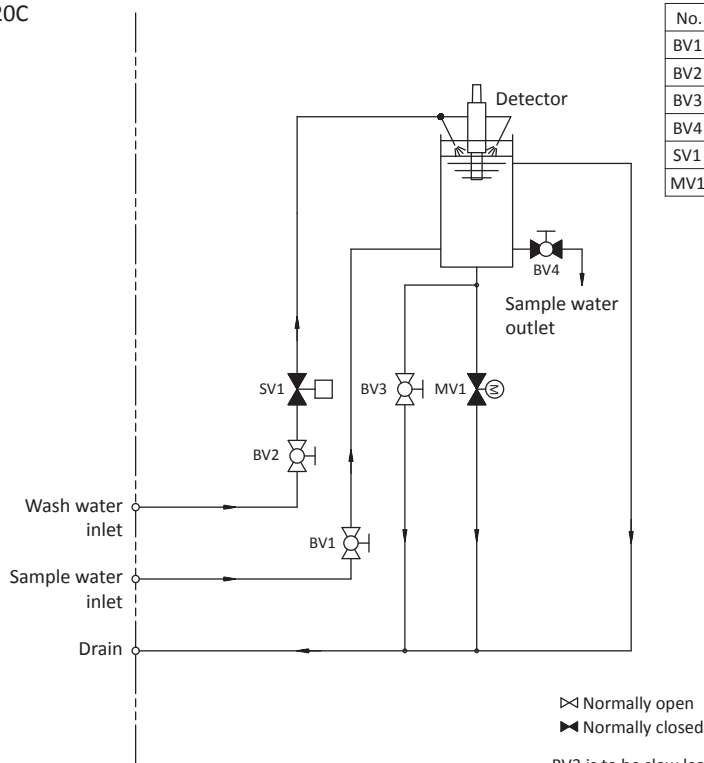 20C
No.
BV1
BV2
BV3
BV4
SV1
MV1
Detector
BV4
Sample water
outlet
SV1
BV3
MV1
M
BV2
Wash water
inlet
BV1
Sample water
inlet
Drain
Normally open
Normally closed